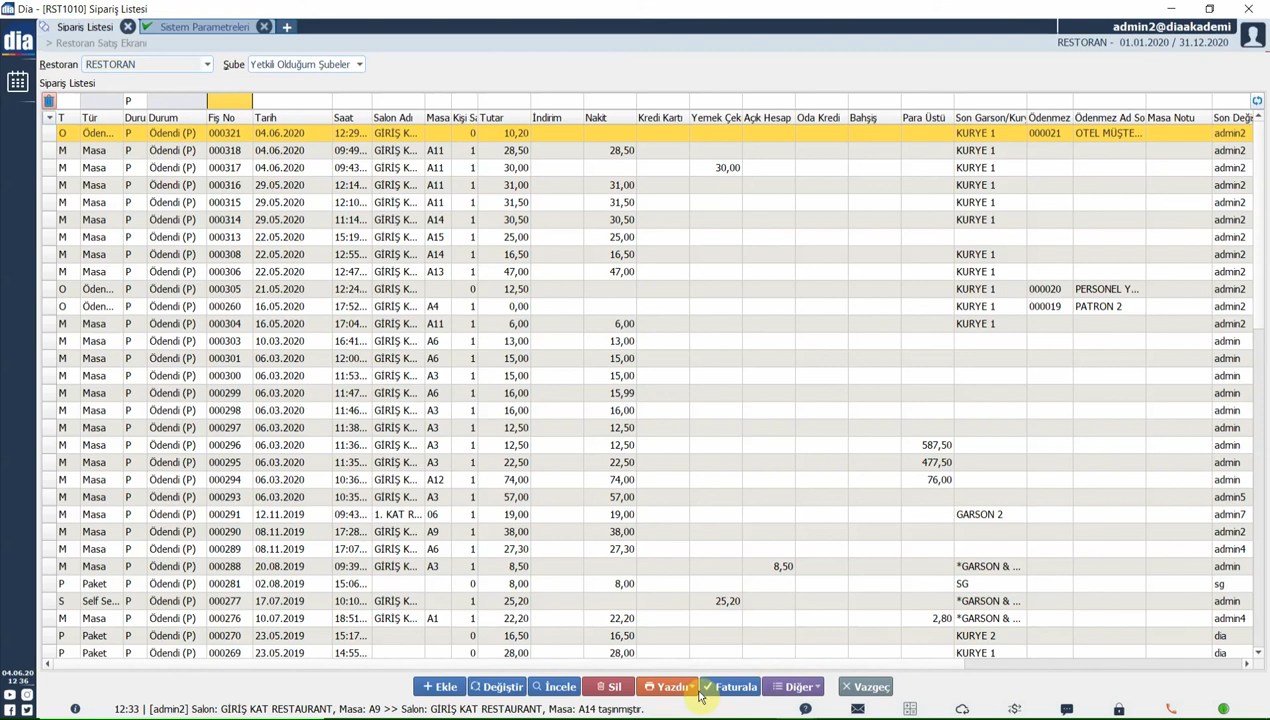 Dia - [RST1010] Sipariş Listesi
dia
Sipariş Listesi Sistem Parametreleri
admin2@diaakademi
> Restoran Satış Ekranı
RESTORAN - 01.01.2020 / 31.12.2020
Restoran RESTORAN Şube Yetkili Olduğum Şubeler
Sipariş Listesi
P
T Tür Duru Durum Fiş No Tarih Saat Salon Adı Masa Kişi Sa Tutar İndirim Nakit Kredi Kartı Yemek Çek Açık Hesap Oda Kredi Bahşiş Para Üstü Son Garson/Kury Ödenmez Ödenmez Ad So Masa Notu Son Değı
O Öden... P Ödendi (P) 000321 04.06.2020 12:29... GİRİŞ K... 0 10,20 KURYE 1 000021 OTEL MÜŞTE... admin2
M Masa P Ödendi (P) 000318 04.06.2020 09:49... GİRİŞ K... A11 1 28,50 28,50 KURYE 1 admin2
M Masa P Ödendi (P) 000317 04.06.2020 09:43... GİRİŞ K... A11 1 30,00 30,00 KURYE 1 admin2
M Masa P Ödendi (P) 000316 29.05.2020 12:14... GİRİŞ K... A11 1 31,00 31,00 KURYE 1 admin2
M Masa P Ödendi (P) 000315 29.05.2020 12:10... GİRİŞ K... A11 1 31,50 31,50 KURYE 1 admin2
M Masa P Ödendi (P) 000314 29.05.2020 11:14... GİRİŞ K... A14 1 30,50 30,50 KURYE 1 admin2
M Masa P Ödendi (P) 000313 22.05.2020 15:19... GİRİŞ K... A15 1 25,00 25,00 admin2
M Masa P Ödendi (P) 000308 22.05.2020 12:55... GİRİŞ K... A14 1 16,50 16,50 KURYE 1 admin2
M Masa P Ödendi (P) 000306 22.05.2020 12:47... GİRİŞ K... A13 1 47,00 47,00 KURYE 1 admin2
O Öden... P Ödendi (P) 000305 21.05.2020 12:24... GİRİŞ K... 0 12,50 KURYE 1 000020 PERSONEL Y... admin2
O Öden... P Ödendi (P) 000260 16.05.2020 17:52... GİRİŞ K... A4 1 0,00 KURYE 1 000019 PATRON 2 admin2
M Masa P Ödendi (P) 000304 16.05.2020 17:04... GİRİŞ K... A11 1 6,00 6,00 KURYE 1 admin2
M Masa P Ödendi (P) 000303 10.03.2020 16:41... GİRİŞ K... A6 1 13,00 13,00 admin2
M Masa P Ödendi (P) 000301 06.03.2020 12:00... GİRİŞ K... A6 1 15,00 15,00 admin2
M Masa P Ödendi (P) 000300 06.03.2020 11:53... GİRİŞ K... A3 1 15,00 15,00 admin
M Masa P Ödendi (P) 000299 06.03.2020 11:47... GİRİŞ K... A6 1 16,00 15,99 admin
M Masa P Ödendi (P) 000298 06.03.2020 11:46... GİRİŞ K... A3 1 16,00 16,00 admin
M Masa P Ödendi (P) 000297 06.03.2020 11:38... GİRİŞ K... A3 1 12,50 12,50 admin
M Masa P Ödendi (P) 000296 06.03.2020 11:37... GİRİŞ K... A3 1 12,50 12,50 587,50 admin
M Masa P Ödendi (P) 000295 06.03.2020 11:35... GİRİŞ K... A3 1 22,50 22,50 477,50 admin
M Masa P Ödendi (P) 000294 06.03.2020 10:36... GİRİŞ K... A12 1 74,00 74,00 76,00 admin
M Masa P Ödendi (P) 000293 06.03.2020 10:35... GİRİŞ K... A3 1 57,00 57,00 admin5
M Masa P Ödendi (P) 000291 12.11.2019 09:43... 1. KAT R... 06 1 19,00 19,00 GARSON 2 admin7
M Masa P Ödendi (P) 000290 08.11.2019 17:28... GİRİŞ K... A9 1 38,00 38,00 admin2
M Masa P Ödendi (P) 000289 08.11.2019 17:07... GİRİŞ K... A6 1 27,30 27,30 admin4
M Masa P Ödendi (P) 000288 20.08.2019 09:39... GİRİŞ K... A3 1 8,50 8,50 *GARSON & ... admin
P Paket P Ödendi (P) 000281 02.08.2019 15:06... 0 8,00 8,00 SG sg
S Self Se... P Ödendi (P) 000277 17.07.2019 10:10... GİRİŞ K... 1 25,20 25,20 *GARSON & ... admin
M Masa P Ödendi (P) 000276 10.07.2019 18:51... GİRİŞ K... A1 1 22,20 22,20 2,80 *GARSON & ... admin4
P Paket P Ödendi (P) 000270 23.05.2019 15:17... 0 16,50 16,50 KURYE 2 dia
P Paket P Ödendi (P) 000269 23.05.2019 14:55... 0 28,00 28,00 KURYE 1 dia
04.06.20
12 36
Ekle Değiştir İncele Sil Yazdır Faturala Diğer Vazgeç
12:33 | [admin2] Salon: GİRİŞ KAT RESTAURANT, Masa: A9 >> Salon: GİRİŞ KAT RESTAURANT, Masa: A14 taşınmıştır.